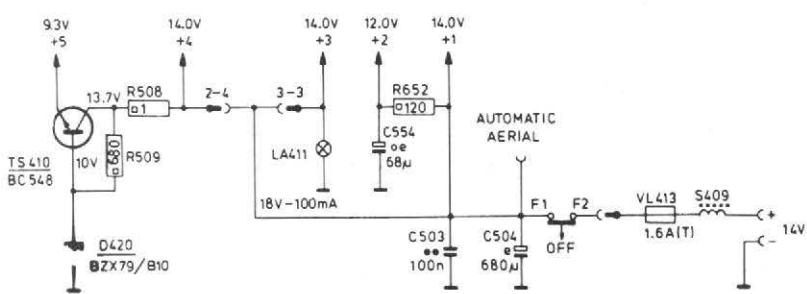 9.3V
+5
14.0V
+4
14.0V
+3
12.0V
+2
14.0V
+1
13.7V
R508
1
2-4
3-3
R652
120
AUTOMATIC
AERIAL
680
R509
10V
TS410
BC548
LA411
C554
e
68μ
18V-100mA
D420
BZX79/B10
C503
100n
C504
e
680μ
F1
F2
OFF
VL413
1.6A(T)
S409
+
-
14V